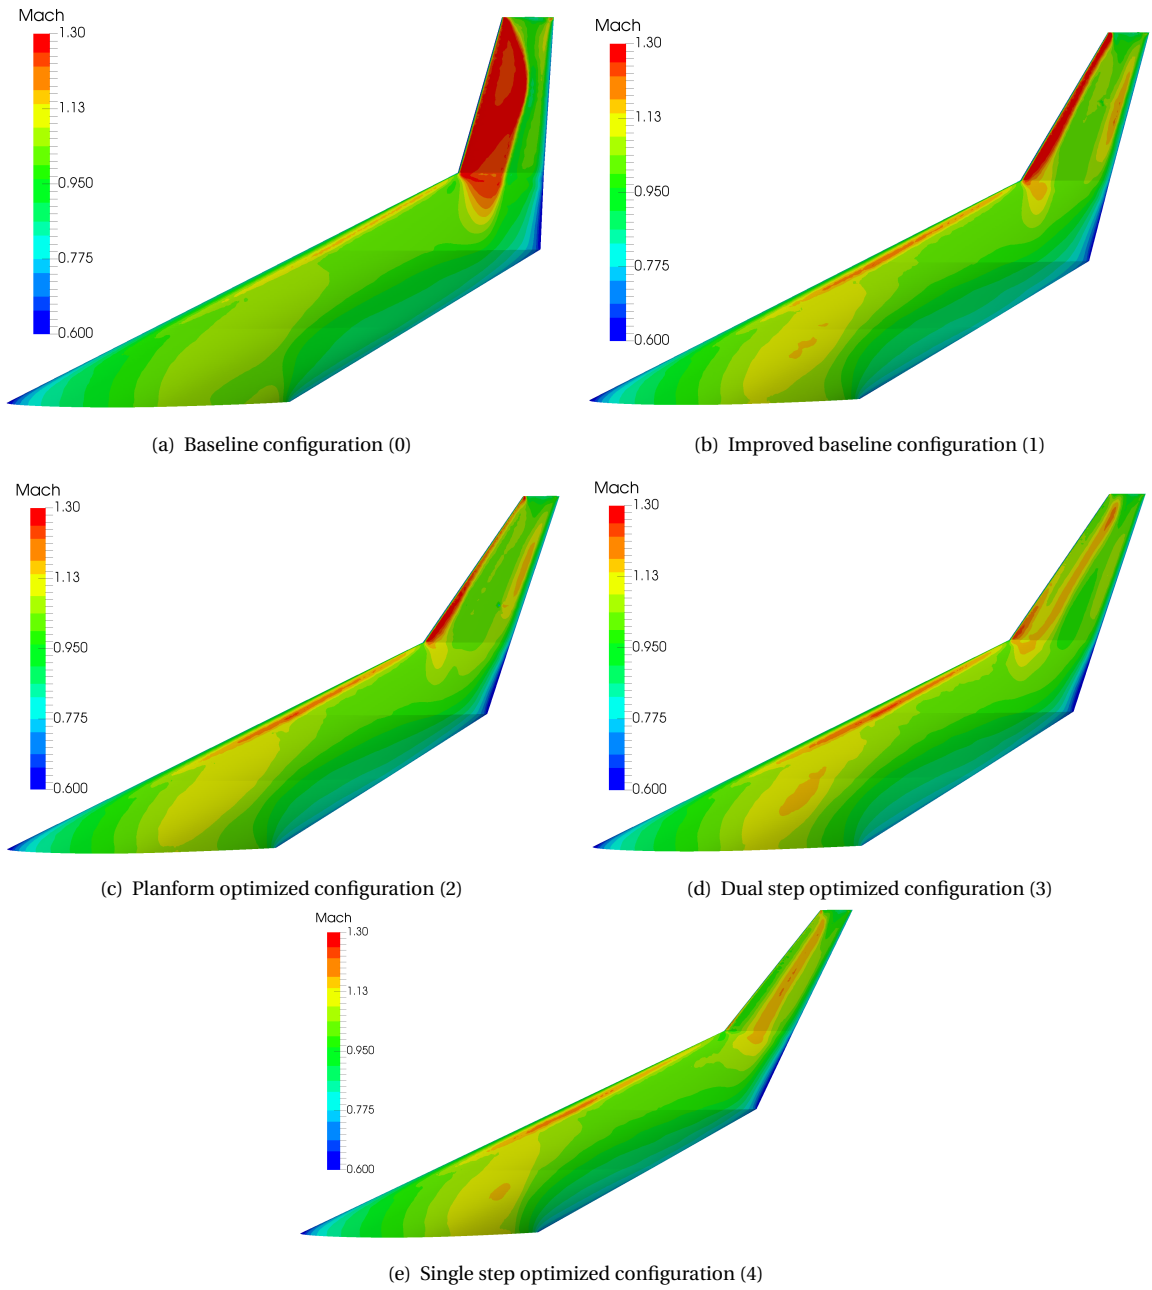 Mach
1.30
1.13
0.950
0.775
0.600
(a) Baseline configuration (0)
Mach
1.30
1.13
0.950
0.775
0.600
(b) Improved baseline configuration (1)
Mach
1.30
1.13
0.950
0.775
0.600
(c) Planform optimized configuration (2)
Mach
1.30
1.13
0.950
0.775
0.600
(d) Dual step optimized configuration (3)
Mach
1.30
1.13
0.950
0.775
0.600
(e) Single step optimized configuration (4)